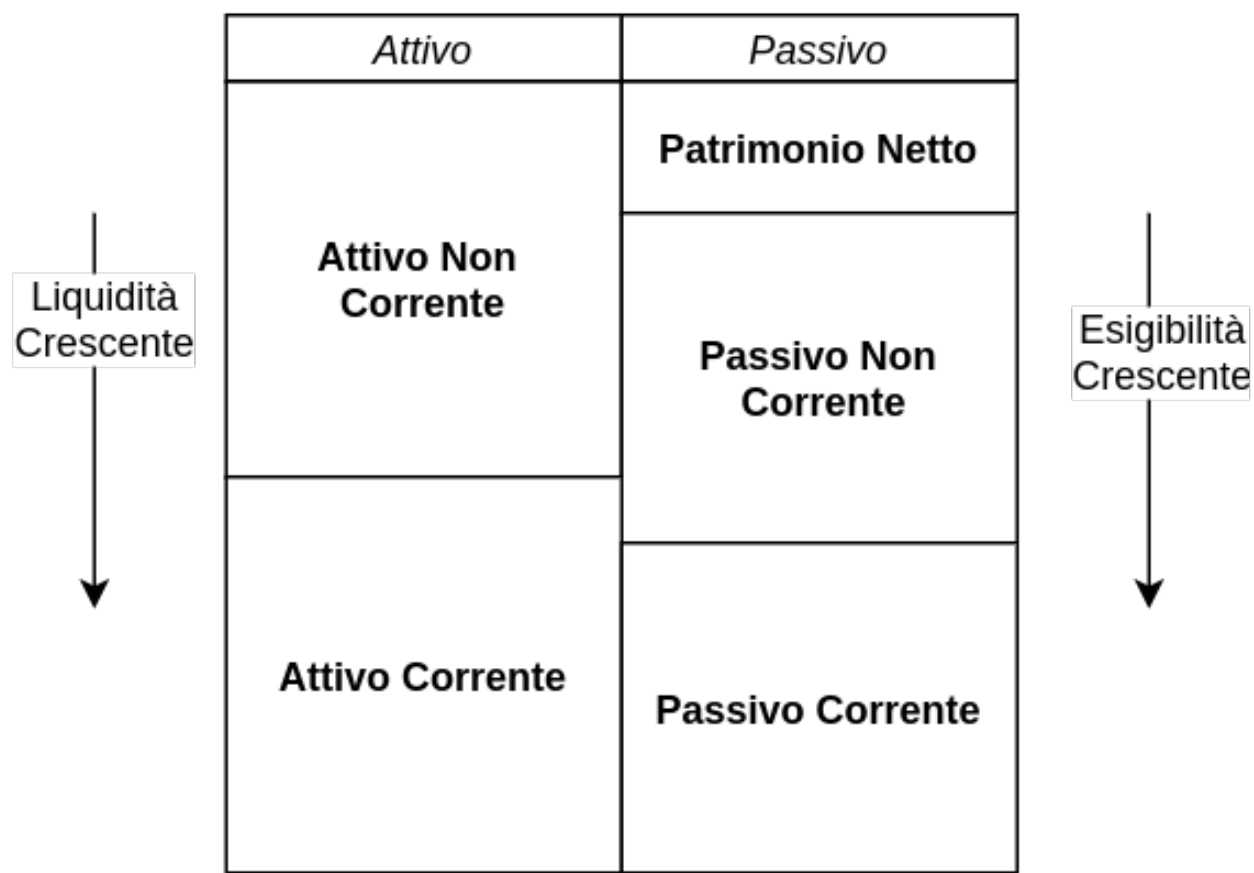 Attivo
Passivo
Patrimonio Netto
Attivo Non
Corrente
Liquidità
Crescente
Passivo Non
Corrente
Esigibilità
Crescente
Attivo Corrente
Passivo Corrente